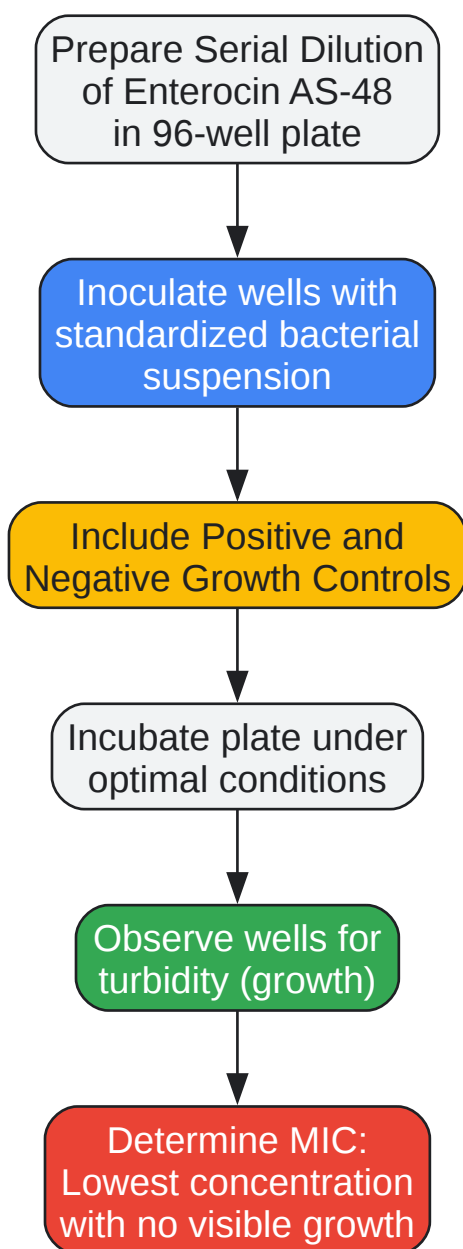 Prepare Serial Dilution
of Enterocin AS-48
in 96-well plate
Inoculate wells with
standardized bacterial
suspension
Include Positive and
Negative Growth Controls
Incubate plate under
optimal conditions
Observe wells for
turbidity (growth)
Determine MIC:
Lowest concentration
with no visible growth